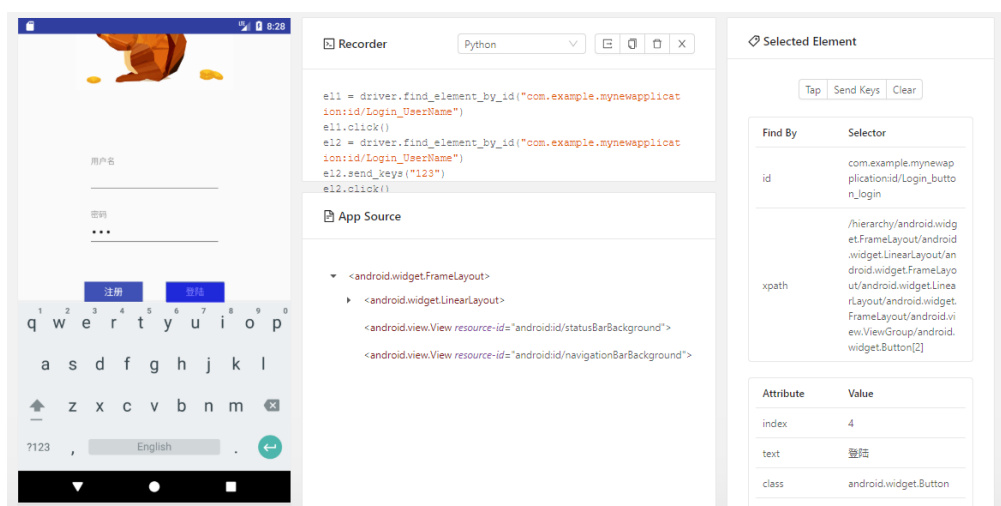 8:28
用户名
密码
•••
注册
登陆
1 2 3 4 5 6 7 8 9 0
q w e r t y u i o p
a s d f g h j k l
z x c v b n m
?123 , English .
Recorder
Python
el1 = driver.find_element_by_id("com.example.mynewapplicat
ion:id/Login_UserName")
el1.click()
el2 = driver.find_element_by_id("com.example.mynewapplicat
ion:id/Login_UserName")
el2.send_keys("123")
el2.click()
App Source
<android.widget.FrameLayout>
<android.widget.LinearLayout>
<android.view.View resource-id="android:id/statusBarBackground">
<android.view.View resource-id="android:id/navigationBarBackground">
Selected Element
Tap Send Keys Clear
Find By Selector
id
com.example.mynewap
plication:id/Login_butto
n_login
xpath
/hierarchy/android.widg
et.FrameLayout/android
.widget.LinearLayout/an
droid.widget.FrameLayo
ut/android.widget.Linea
rLayout/android.widget.
FrameLayout/android.vi
ew.ViewGroup/android.
widget.Button[2]
Attribute Value
index 4
text 登陆
class android.widget.Button